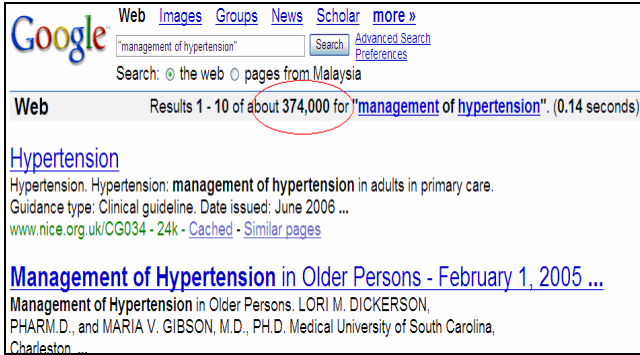 Google
Web Images Groups News Scholar more »
"management of hypertension" Search Advanced Search
Preferences
Search: the web pages from Malaysia
Web Results 1 - 10 of about 374,000 for "management of hypertension". (0.14 seconds)
Hypertension
Hypertension. Hypertension: management of hypertension in adults in primary care.
Guidance type: Clinical guideline. Date issued: June 2006 ...
www.nice.org.uk/CG034 - 24k - Cached - Similar pages
Management of Hypertension in Older Persons - February 1, 2005 ...
Management of Hypertension in Older Persons. LORI M. DICKERSON,
PHARM.D., and MARIA V. GIBSON, M.D., PH.D. Medical University of South Carolina,
Charleston ...